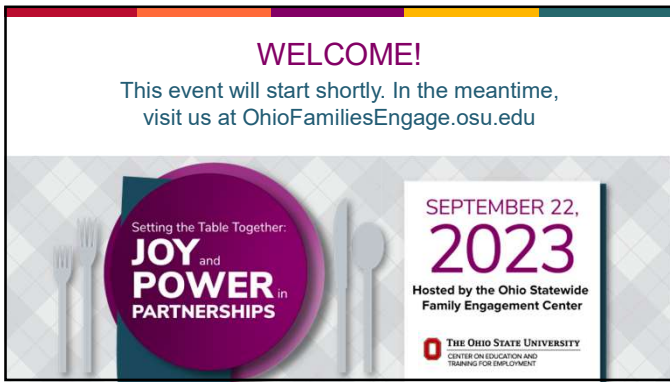 WELCOME!
This event will start shortly. In the meantime,
visit us at OhioFamiliesEngage.osu.edu
Setting the Table Together:
JOY and
POWER in
PARTNERSHIPS
SEPTEMBER 22,
2023
Hosted by the Ohio Statewide
Family Engagement Center
THE OHIO STATE UNIVERSITY
CENTER ON EDUCATION AND
TRAINING FOR EMPLOYMENT